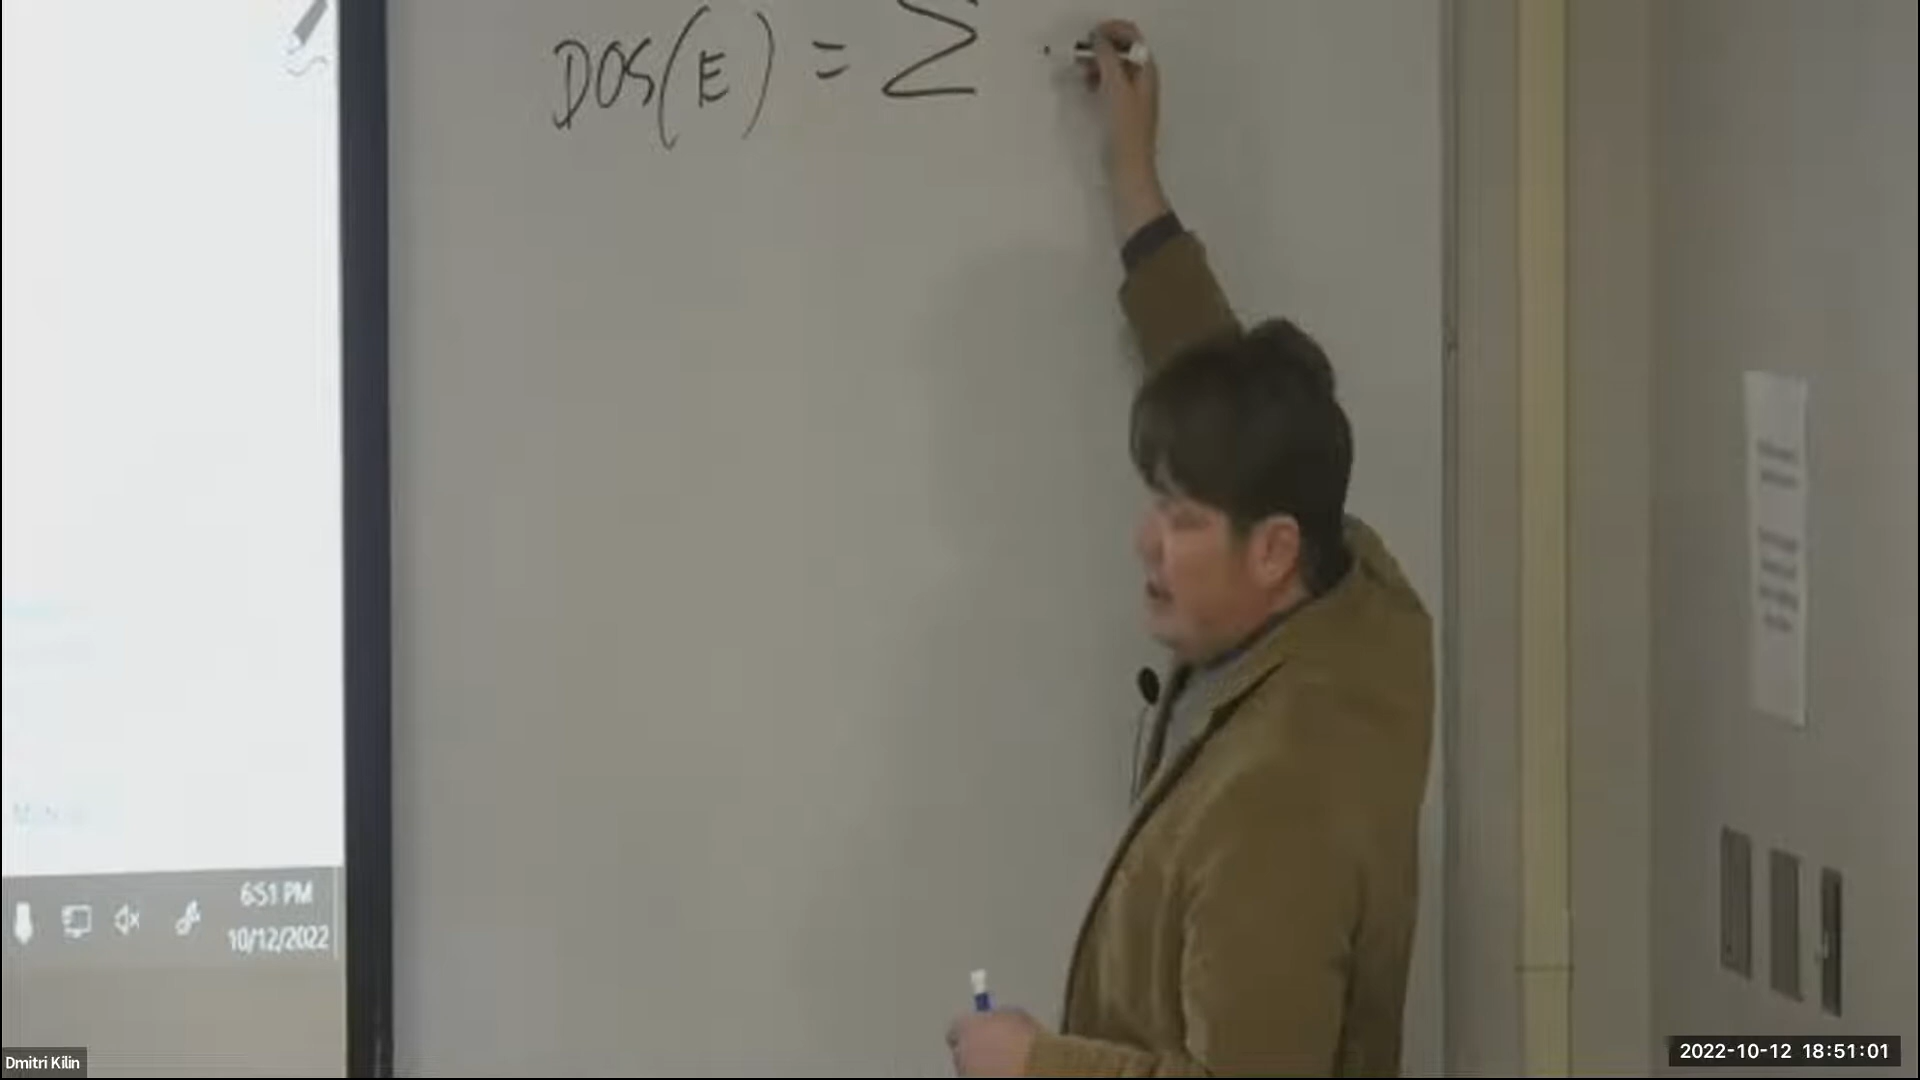 DOS(E) = Σ
6:51 PM
10/12/2022
Dmitri Kilin
2022-10-12 18:51:01